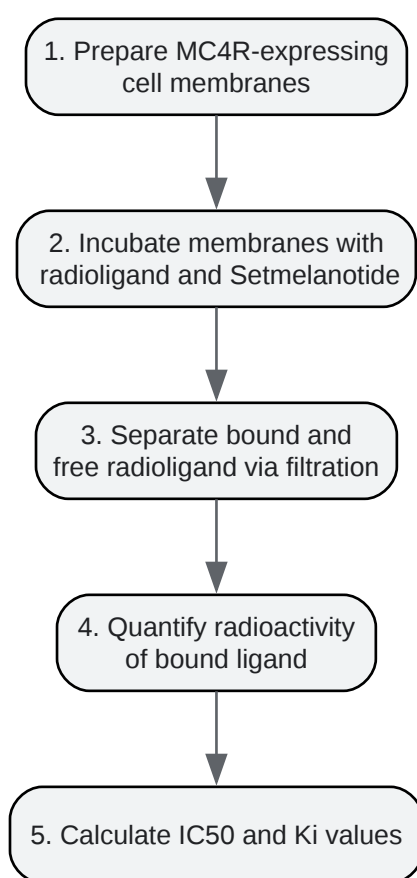 1. Prepare MC4R-expressing
cell membranes
2. Incubate membranes with
radioligand and Setmelanotide
3. Separate bound and
free radioligand via filtration
4. Quantify radioactivity
of bound ligand
5. Calculate IC50 and Ki values